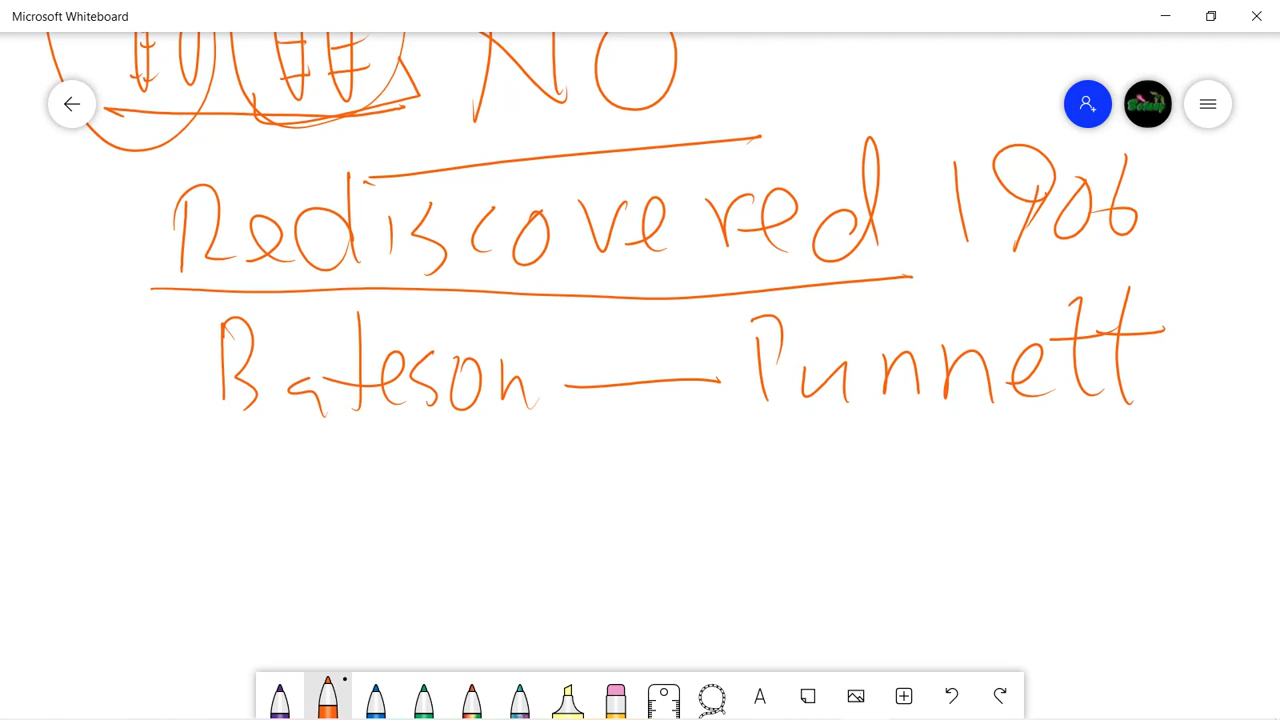 Microsoft Whiteboard
NO
Rediscovered 1906
Bateson — Punnett
A